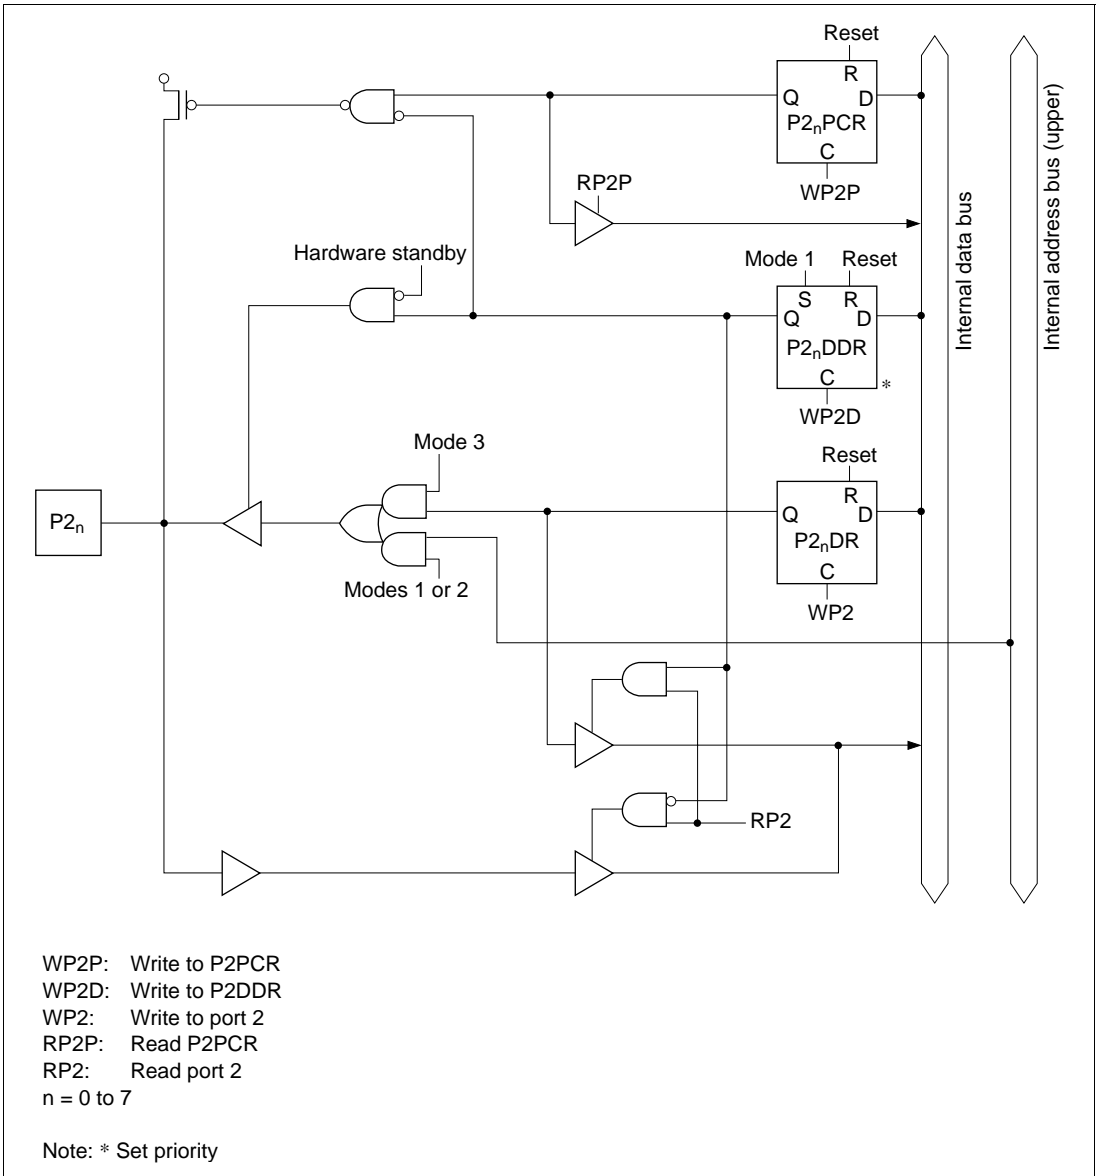 Reset
R
Q D
P2nPCR
C
WP2P
RP2P
Hardware standby
Mode 1 Reset
S R
Q D
P2nDDR
C
*
WP2D
Mode 3
Reset
R
Q D
P2nDR
C
WP2
P2n
Modes 1 or 2
RP2
Internal data bus
Internal address bus (upper)
WP2P: Write to P2PCR
WP2D: Write to P2DDR
WP2: Write to port 2
RP2P: Read P2PCR
RP2: Read port 2
n = 0 to 7
Note: * Set priority